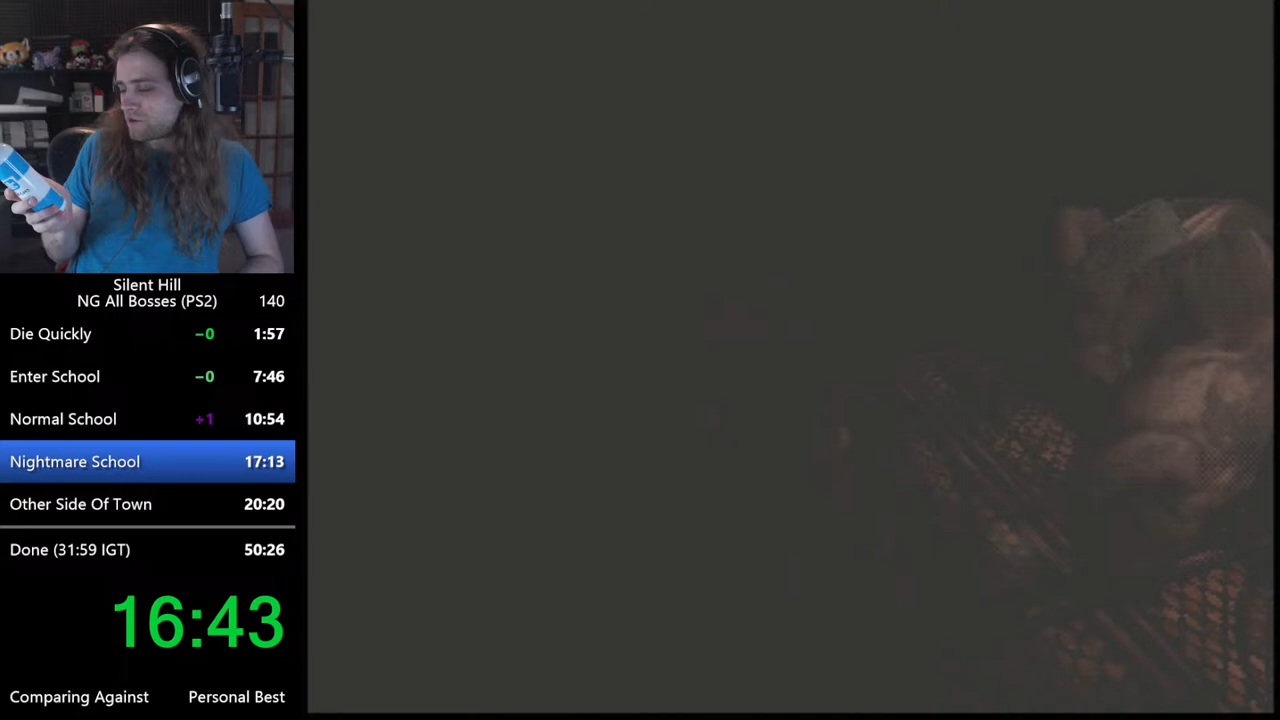 Silent Hill
NG All Bosses (PS2) 140
Die Quickly -0 1:57
Enter School -0 7:46
Normal School +1 10:54
Nightmare School 17:13
Other Side Of Town 20:20
Done (31:59 IGT) 50:26
16:43
Comparing Against Personal Best